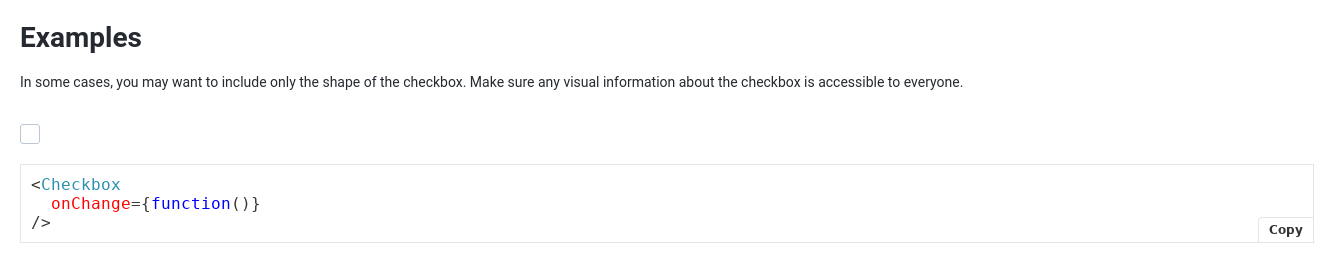 Examples
In some cases, you may want to include only the shape of the checkbox. Make sure any visual information about the checkbox is accessible to everyone.
<Checkbox
  onChange={function()}
/>
Copy